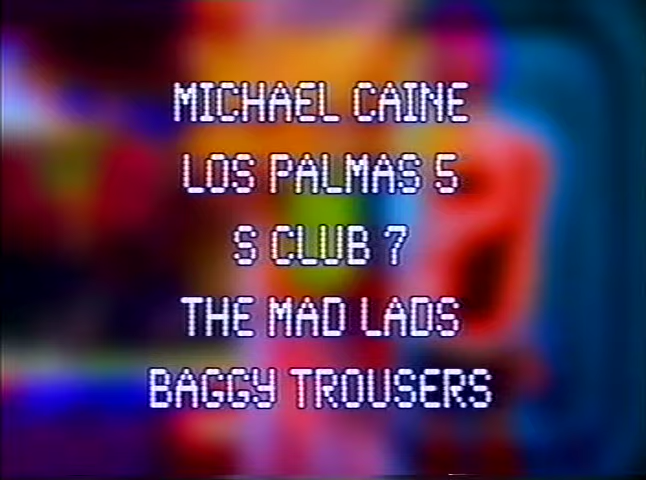 MICHAEL CAINE
LOS PALMAS 5
S CLUB 7
THE MAD LADS
BAGGY TROUSERS